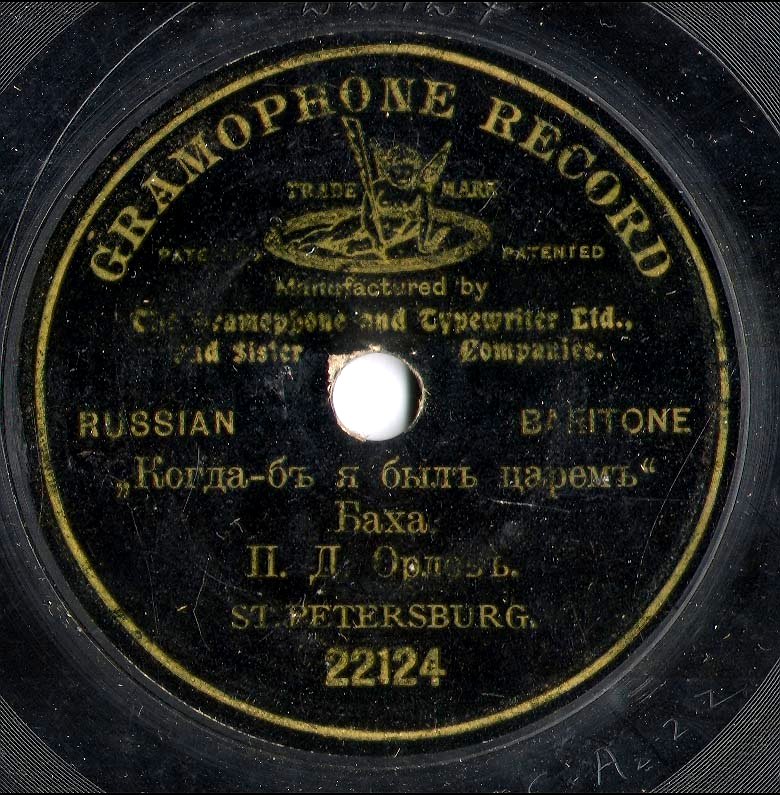 GRAMOPHONE RECORD
TRADE MARK
PATENTED PATENTED
Manufactured by
The Gramophone and Typewriter Ltd.,
and Sister Companies.
RUSSIAN BARITONE
„Когда-бъ я былъ царемъ“
Баха.
П. Д. Орловъ.
ST. PETERSBURG.
22124